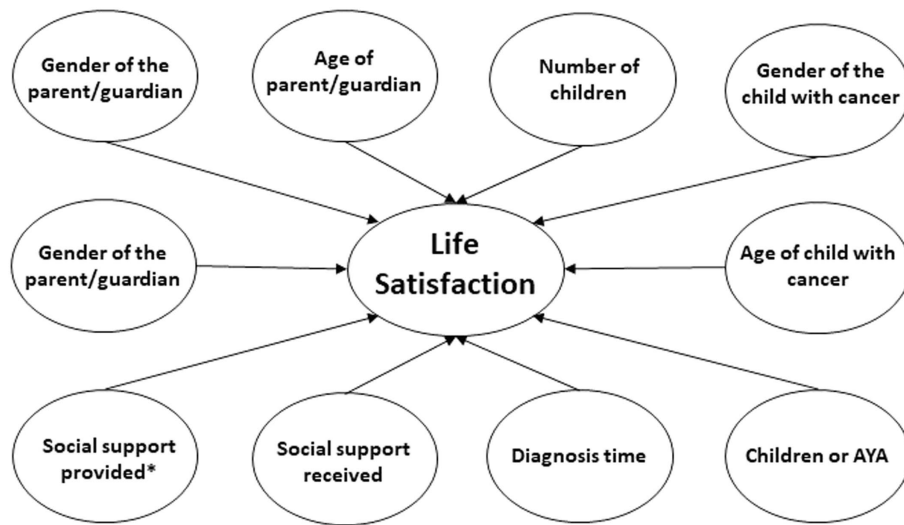 Gender of the
parent/guardian
Age of
parent/guardian
Number of
children
Gender of the
child with cancer
Gender of the
parent/guardian
Life
Satisfaction
Age of child with
cancer
Social support
provided*
Social support
received
Diagnosis time
Children or AYA